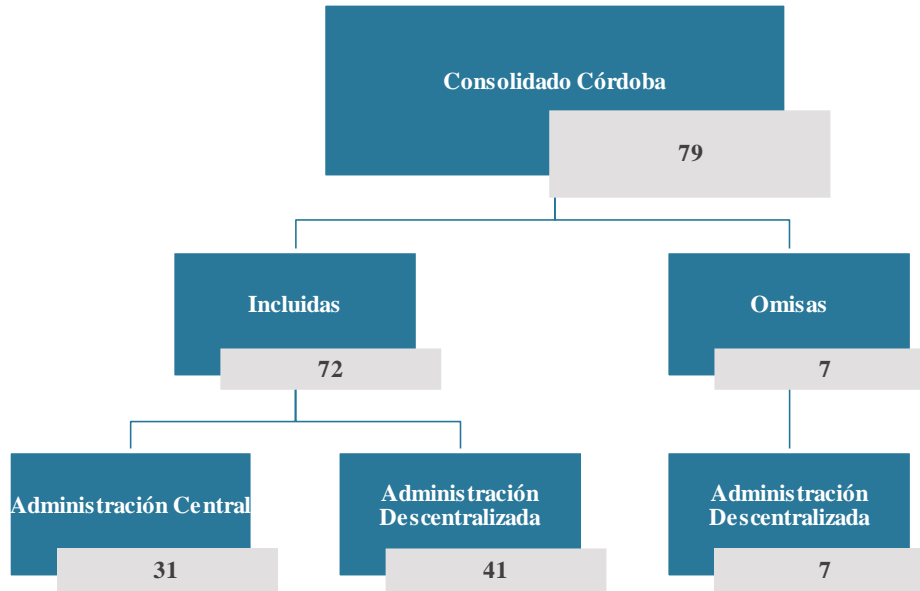 Consolidado Córdoba
79
Incluidas
72
Omisas
7
Administración Central
31
Administración
Descentralizada
41
Administración
Descentralizada
7